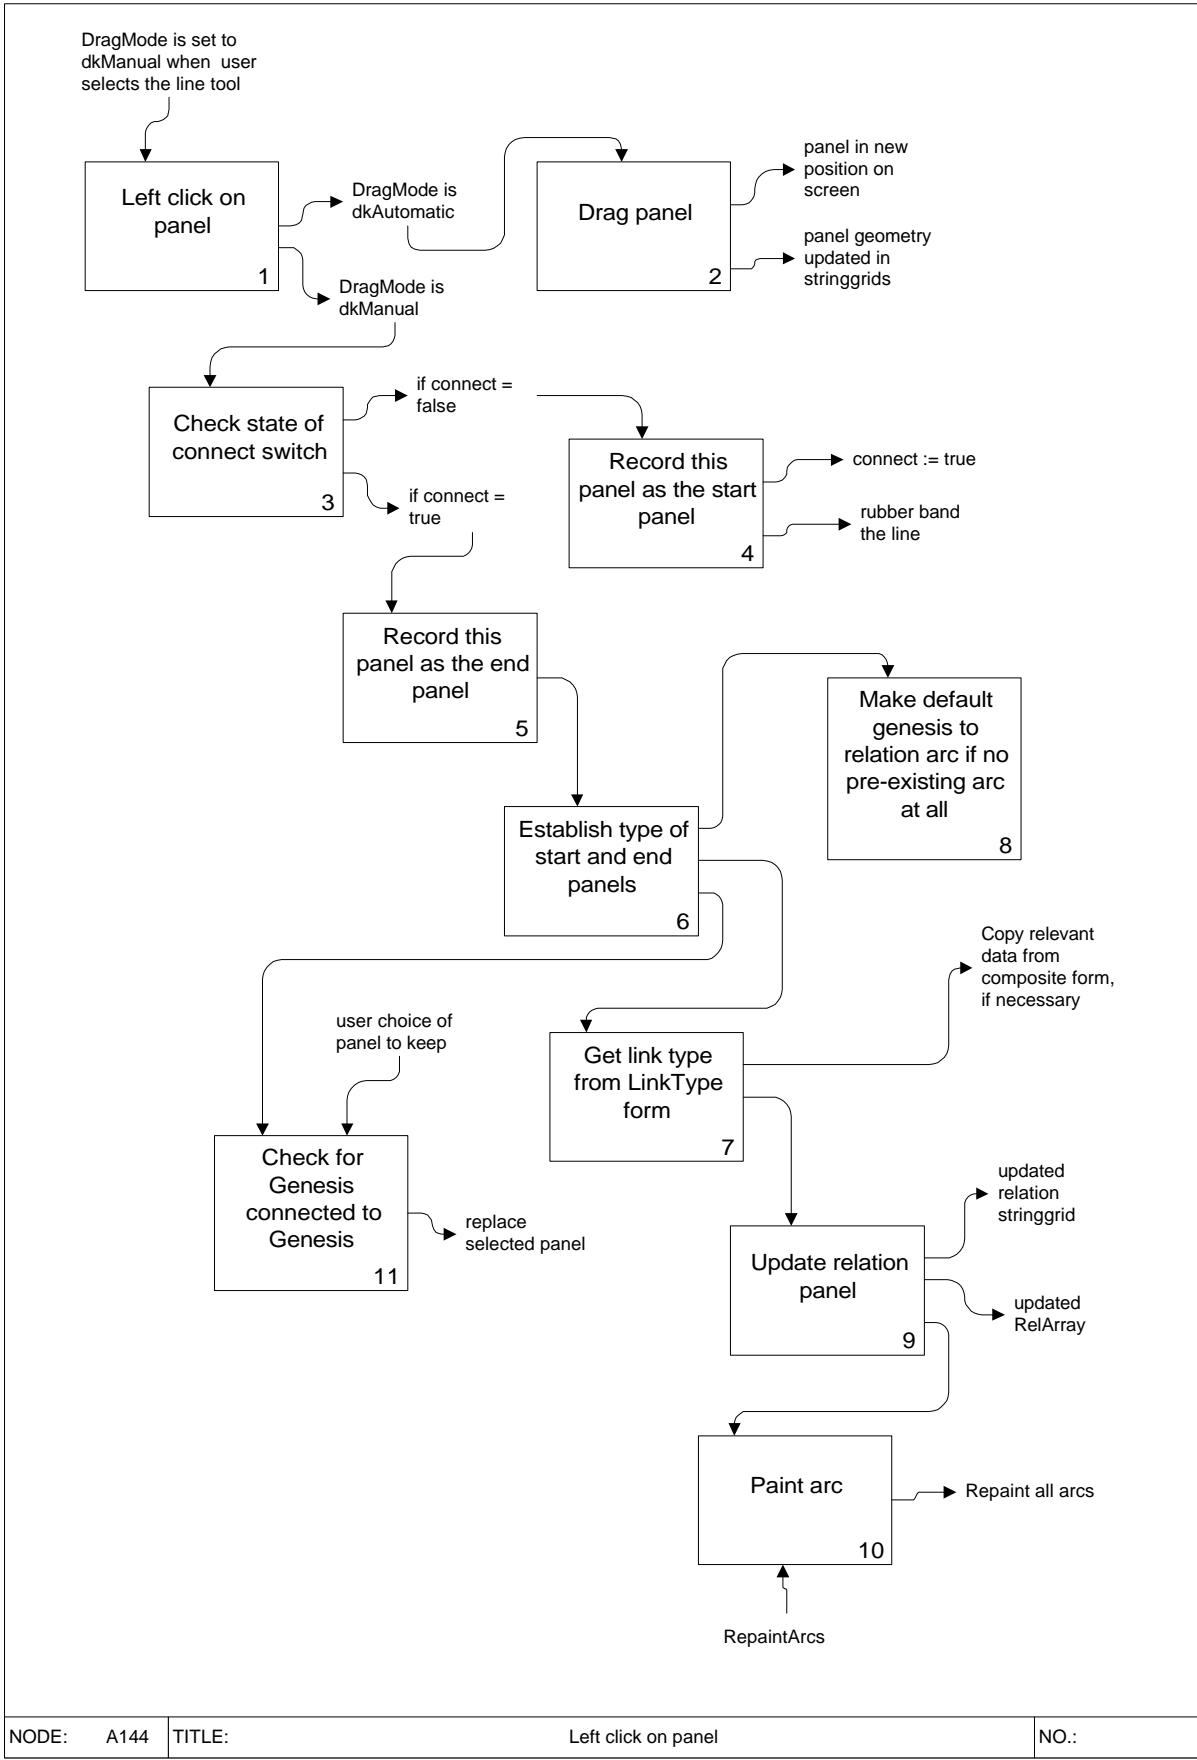 DragMode is set to
dkManual when user
selects the line tool
Left click on
panel
1
DragMode is
dkAutomatic
DragMode is
dkManual
Drag panel
2
panel in new
position on
screen
panel geometry
updated in
stringgrids
Check state of
connect switch
3
if connect =
false
if connect =
true
Record this
panel as the start
panel
4
connect := true
rubber band
the line
Record this
panel as the end
panel
5
Establish type of
start and end
panels
6
Make default
genesis to
relation arc if no
pre-existing arc
at all
8
Copy relevant
data from
composite form,
if necessary
user choice of
panel to keep
Get link type
from LinkType
form
7
Check for
Genesis
connected to
Genesis
11
replace
selected panel
updated
relation
stringgrid
Update relation
panel
9
updated
RelArray
Paint arc
10
Repaint all arcs
RepaintArcs
NODE: A144 TITLE: Left click on panel NO.: